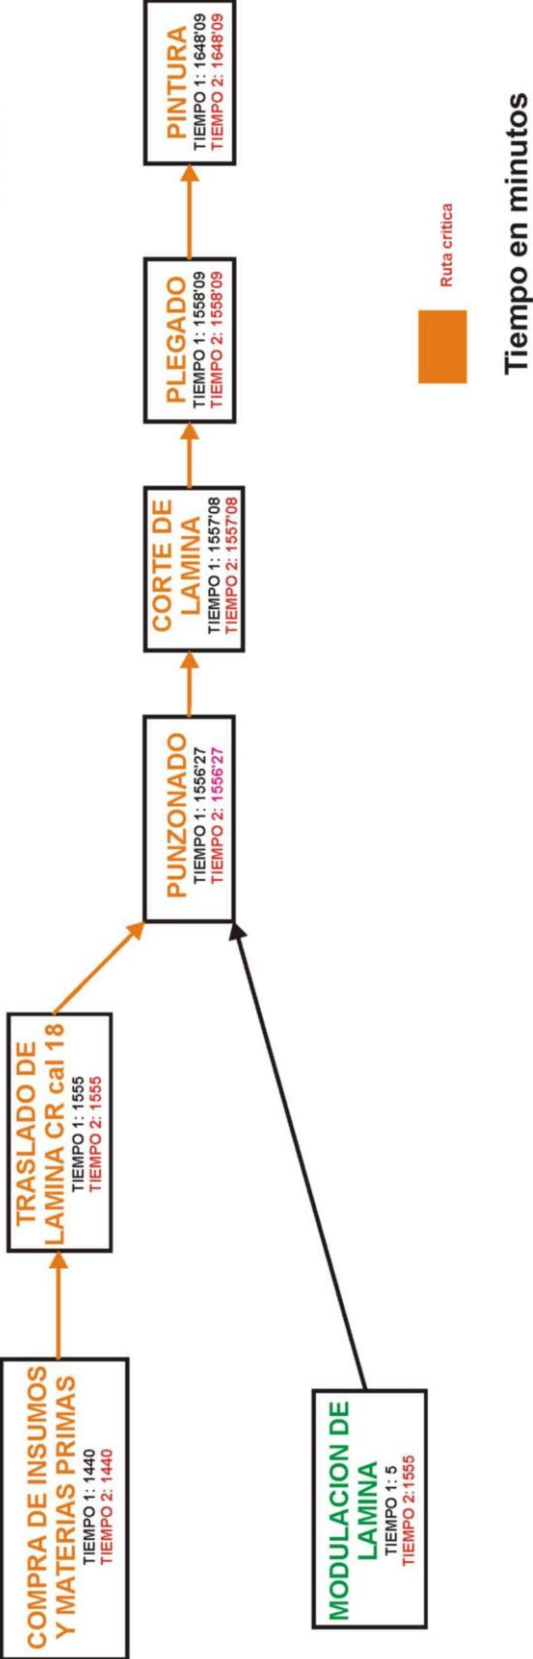 COMPRA DE INSUMOS
Y MATERIAS PRIMAS
TIEMPO 1: 1440
TIEMPO 2: 1440
TRASLADO DE
LAMINA CR cal 18
TIEMPO 1: 1555
TIEMPO 2: 1555
MODULACION DE
LAMINA
TIEMPO 1: 5
TIEMPO 2:1555
PUNZONADO
TIEMPO 1: 1556'27
TIEMPO 2: 1556'27
CORTE DE
LAMINA
TIEMPO 1: 1557'08
TIEMPO 2: 1557'08
PLEGADO
TIEMPO 1: 1558'09
TIEMPO 2: 1558'09
PINTURA
TIEMPO 1: 1648'09
TIEMPO 2: 1648'09
Ruta critica
Tiempo en minutos